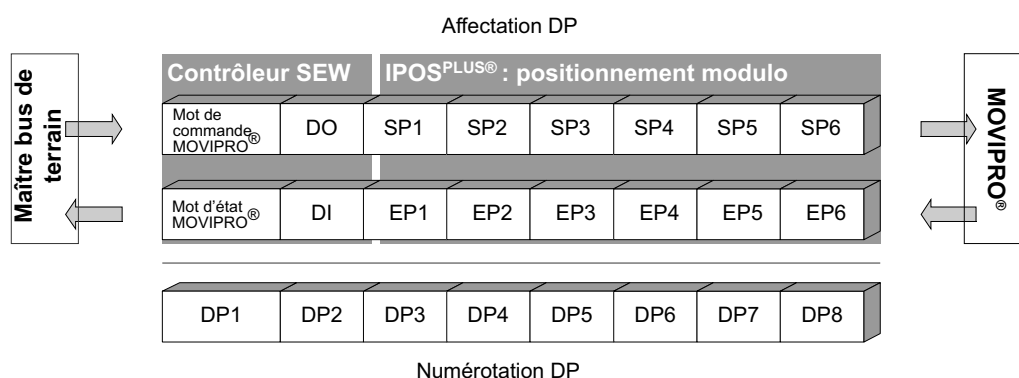 Affectation DP
Maître bus de
terrain
Contrôleur SEW
IPOSPLUS® : positionnement modulo
Mot de
commande
MOVIPRO®
DO
SP1
SP2
SP3
SP4
SP5
SP6
Mot d'état
MOVIPRO®
DI
EP1
EP2
EP3
EP4
EP5
EP6
MOVIPRO®
DP1
DP2
DP3
DP4
DP5
DP6
DP7
DP8
Numérotation DP